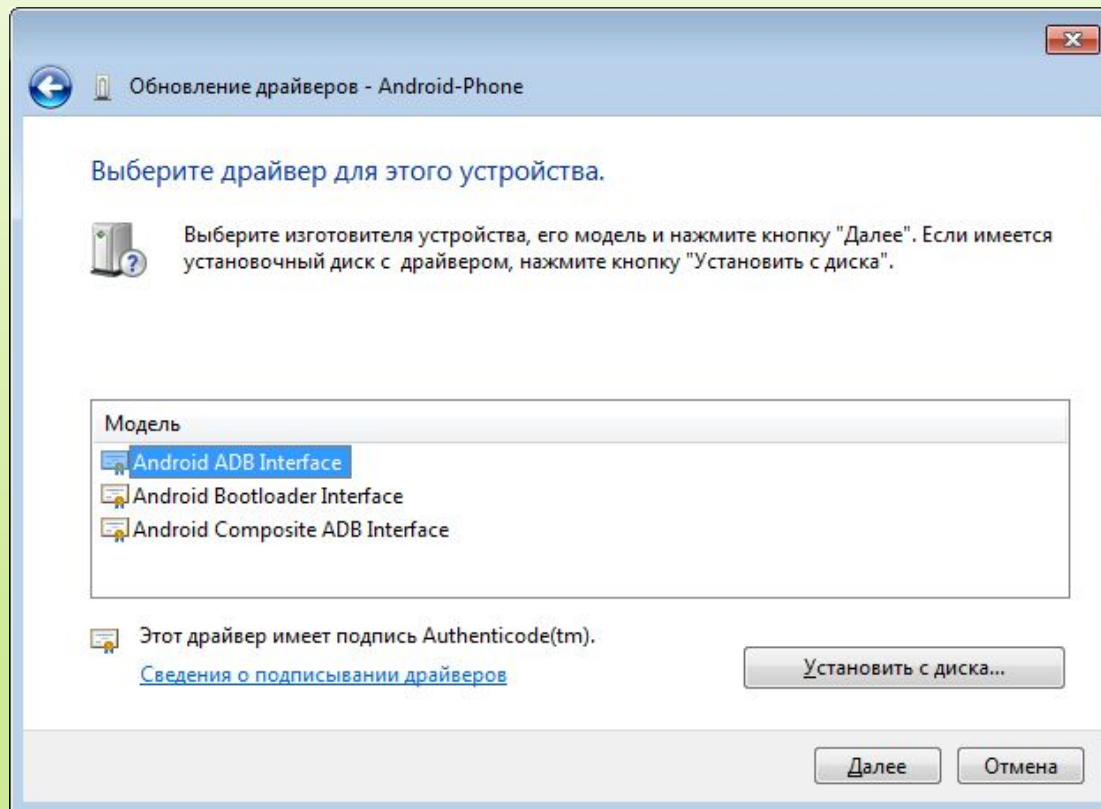 Обновление драйверов - Android-Phone
Выберите драйвер для этого устройства.
Выберите изготовителя устройства, его модель и нажмите кнопку "Далее". Если имеется
установочный диск с драйвером, нажмите кнопку "Установить с диска".
Модель
Android ADB Interface
Android Bootloader Interface
Android Composite ADB Interface
Этот драйвер имеет подпись Authenticode(tm).
Сведения о подписывании драйверов
Установить с диска...
Далее
Отмена